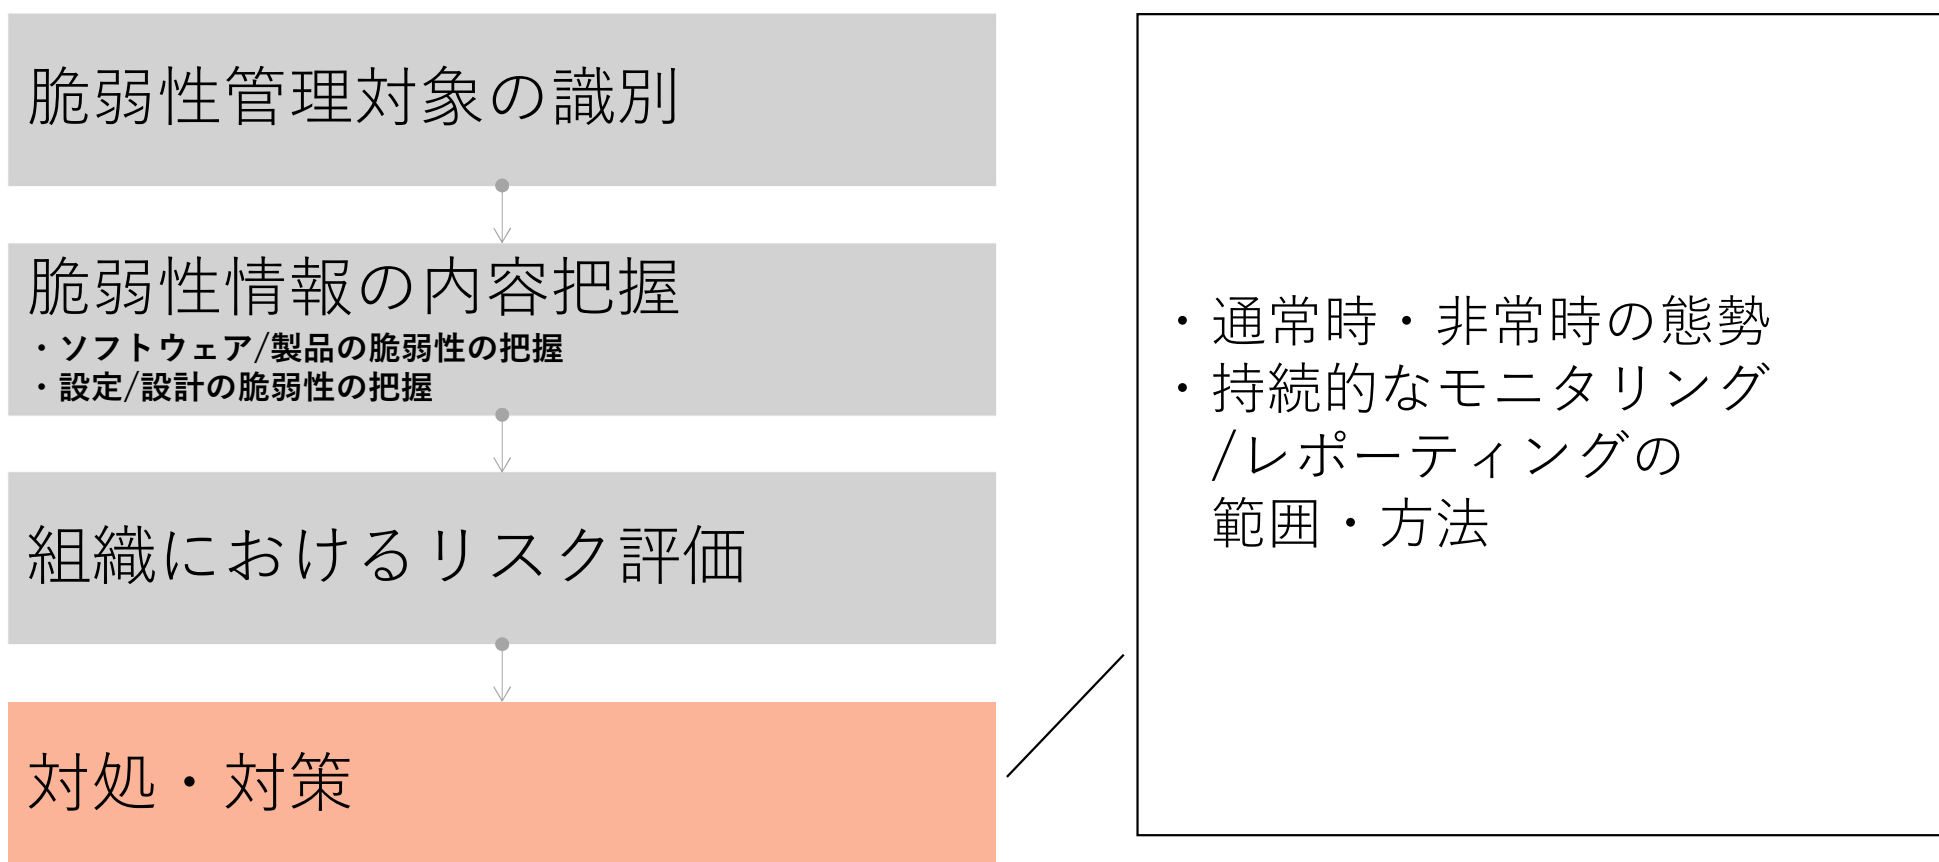 脆弱性管理対象の識別
脆弱性情報の内容把握
・ソフトウェア/製品の脆弱性の把握
・設定/設計の脆弱性の把握
組織におけるリスク評価
対処・対策
・通常時・非常時の態勢
・持続的なモニタリング
/レポーティングの
範囲・方法